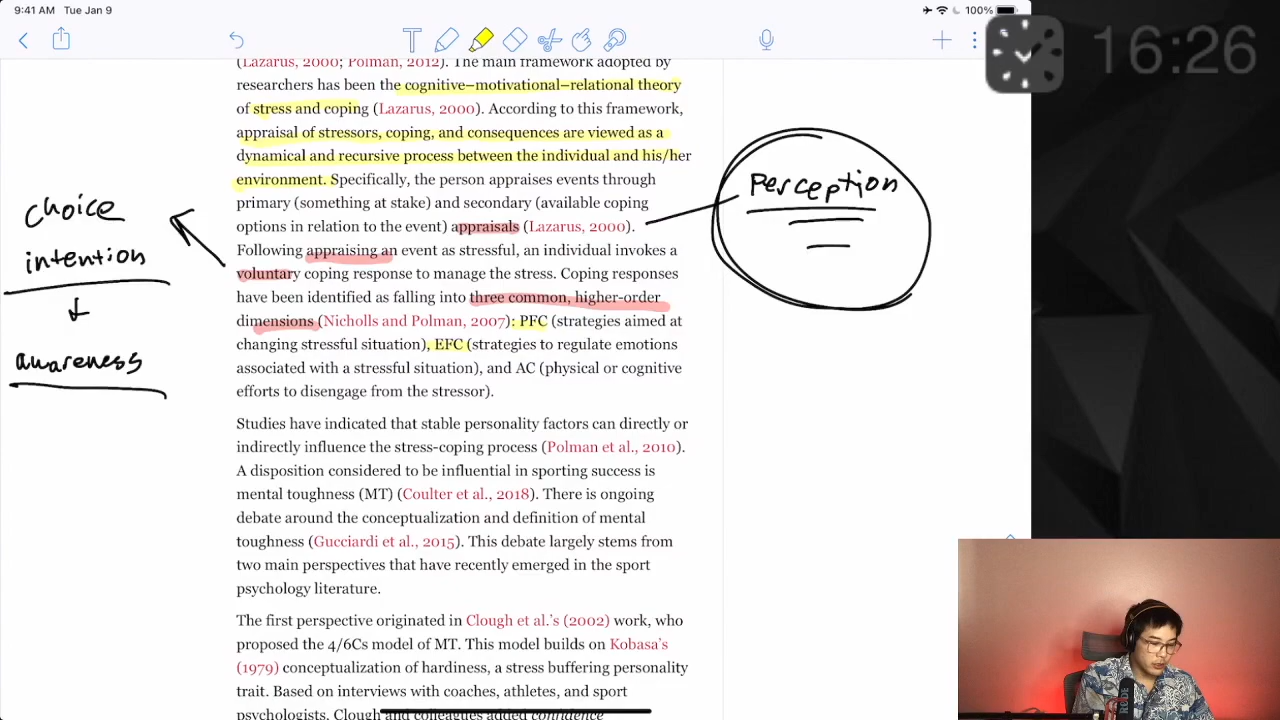 9:41 AM Tue Jan 9
100%
16:26
(Lazarus, 2000; Polman, 2012). The main framework adopted by
researchers has been the cognitive–motivational–relational theory
of stress and coping (Lazarus, 2000). According to this framework,
appraisal of stressors, coping, and consequences are viewed as a
dynamical and recursive process between the individual and his/her
environment. Specifically, the person appraises events through
primary (something at stake) and secondary (available coping
options in relation to the event) appraisals (Lazarus, 2000).
Following appraising an event as stressful, an individual invokes a
voluntary coping response to manage the stress. Coping responses
have been identified as falling into three common, higher-order
dimensions (Nicholls and Polman, 2007): PFC (strategies aimed at
changing stressful situation), EFC (strategies to regulate emotions
associated with a stressful situation), and AC (physical or cognitive
efforts to disengage from the stressor).
Studies have indicated that stable personality factors can directly or
indirectly influence the stress-coping process (Polman et al., 2010).
A disposition considered to be influential in sporting success is
mental toughness (MT) (Coulter et al., 2018). There is ongoing
debate around the conceptualization and definition of mental
toughness (Gucciardi et al., 2015). This debate largely stems from
two main perspectives that have recently emerged in the sport
psychology literature.
The first perspective originated in Clough et al.'s (2002) work, who
proposed the 4/6Cs model of MT. This model builds on Kobasa's
(1979) conceptualization of hardiness, a stress buffering personality
trait. Based on interviews with coaches, athletes, and sport
psychologists, Clough and colleagues added confidence
choice
intention
awareness
Perception
RODE